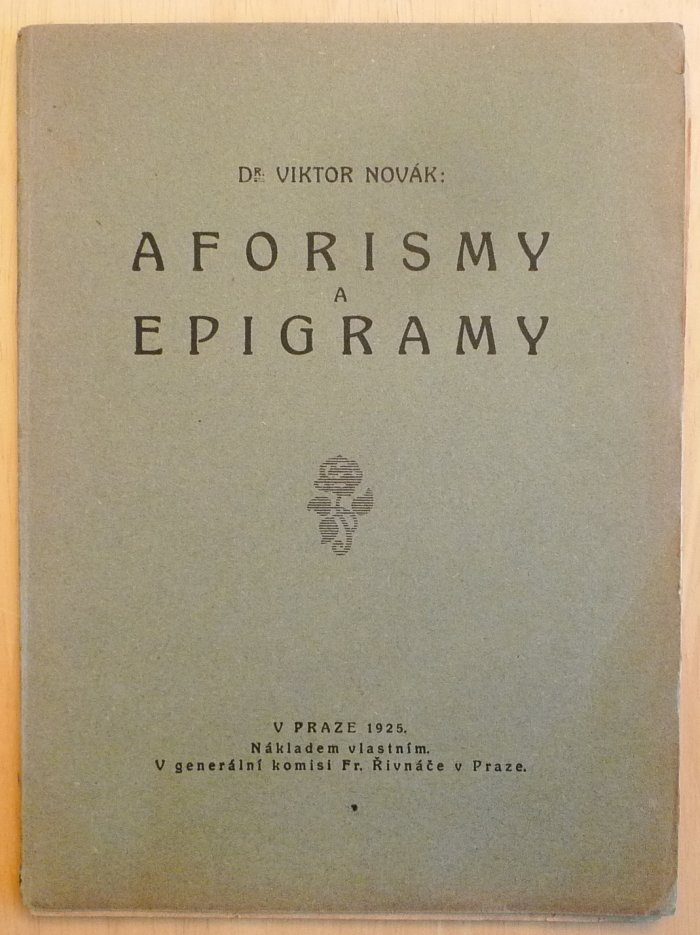 DR. VIKTOR NOVÁK:
AFORISMY
A
EPIGRAMY
V PRAZE 1925.
Nákladem vlastním.
V generální komisi Fr. Řivnáče v Praze.